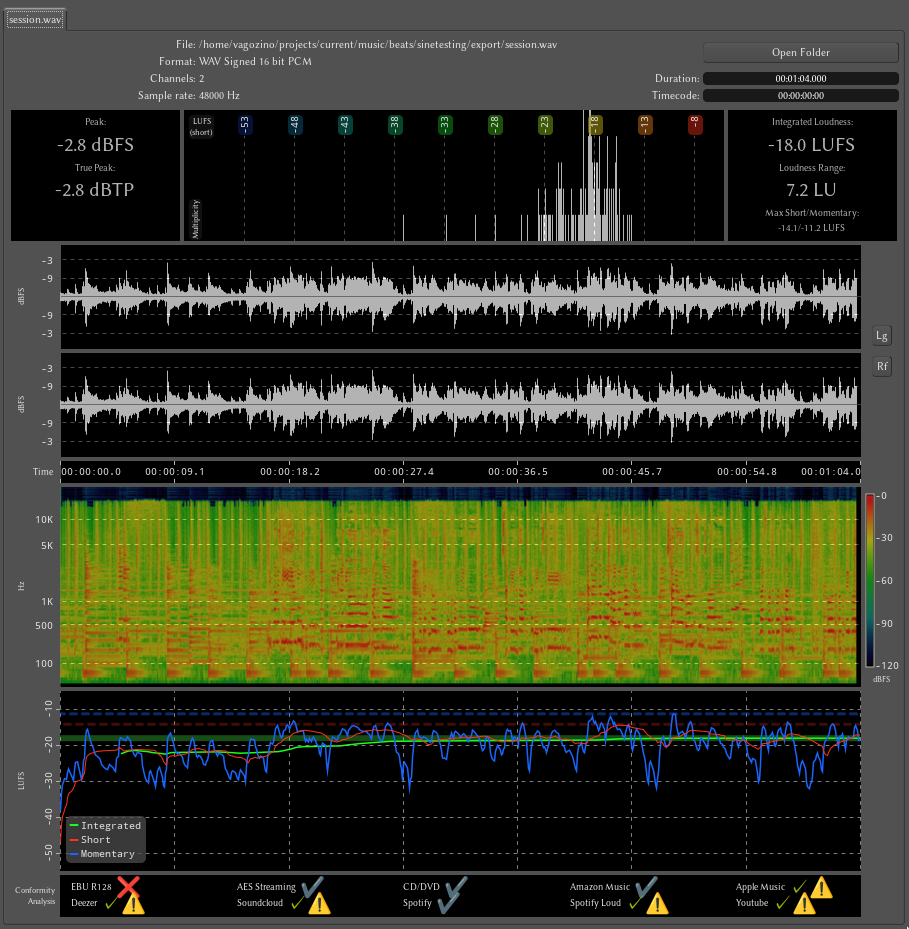 session.wav
File: /home/vagozino/projects/current/music/beats/sinetesting/export/session.wav
Open Folder
Format: WAV Signed 16 bit PCM
Channels: 2
Duration: 00:01:04.000
Sample rate: 48000 Hz
Timecode: 00:00:00:00
Peak:
-2.8 dBFS
True Peak:
-2.8 dBTP
LUFS
(short)
-53 -48 -43 -38 -33 -28 -23 -18 -13 -8
Multiplicity
Integrated Loudness:
-18.0 LUFS
Loudness Range:
7.2 LU
Max Short/Momentary:
-14.1/-11.2 LUFS
-3
-9
dBFS
-9
-3
Lg
Rf
-3
-9
dBFS
-9
-3
Time 00:00:00.0 00:00:09.1 00:00:18.2 00:00:27.4 00:00:36.5 00:00:45.7 00:00:54.8 00:01:04.0
10K
5K
Hz
1K
500
100
-0
-30
-60
-90
-120
dBFS
-10
-20
LUFS
-30
-40
-50
Integrated
Short
Momentary
Conformity
Analysis
EBU R128 AES Streaming CD/DVD Amazon Music Apple Music
Deezer Soundcloud Spotify Spotify Loud Youtube